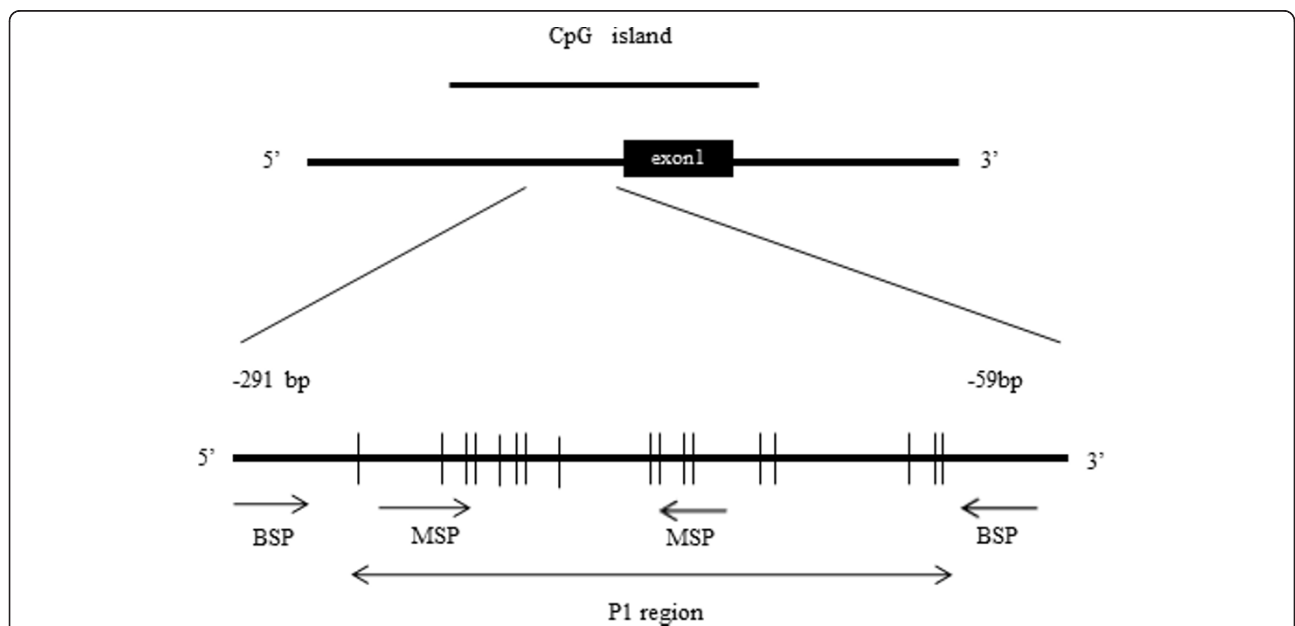 CpG island
5’ exon1 3’
-291 bp -59bp
5’ 3’
BSP MSP MSP BSP
P1 region